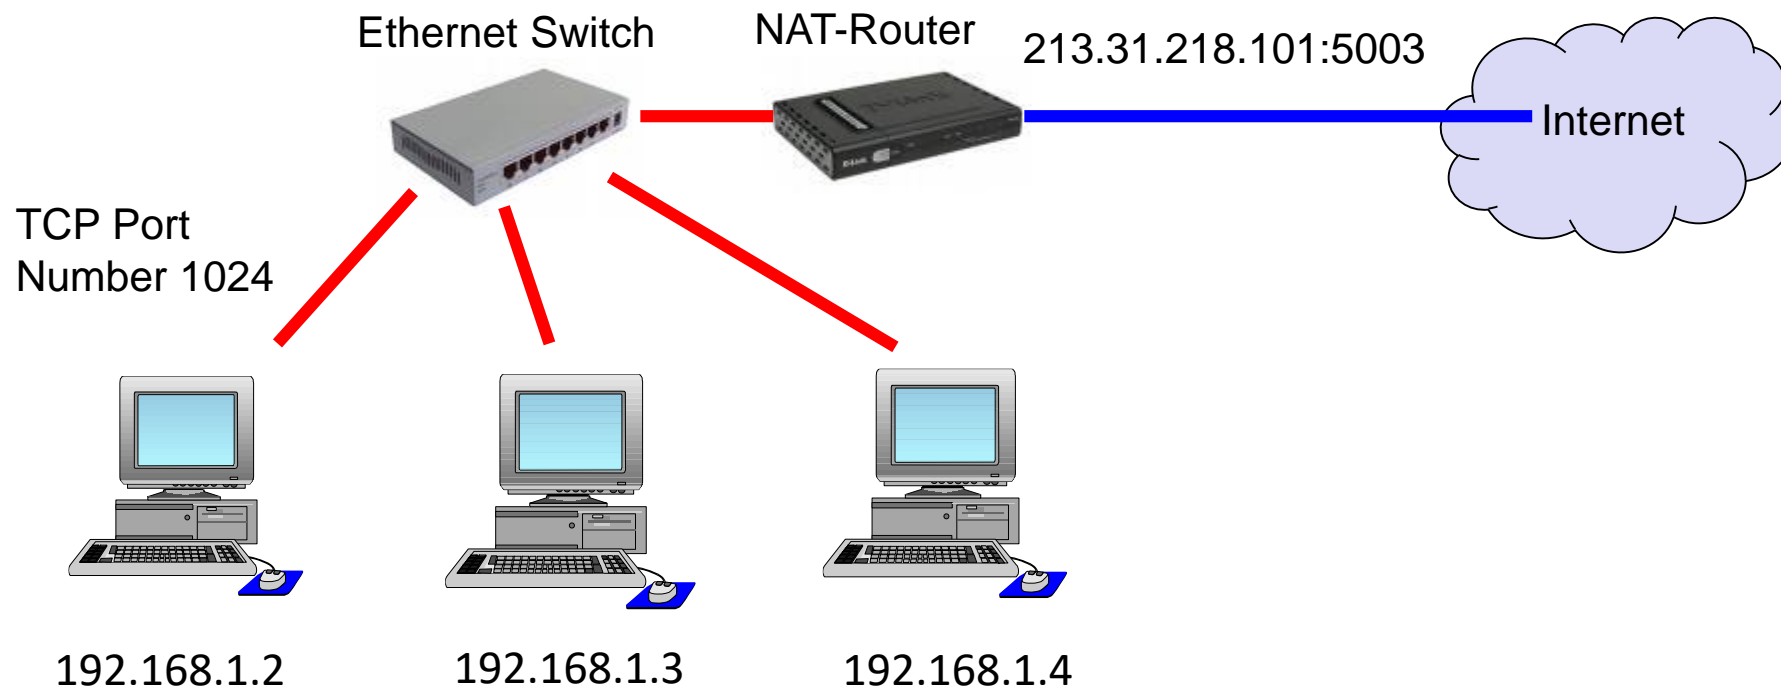 Ethernet Switch
NAT-Router
213.31.218.101:5003
Internet
TCP Port
Number 1024
192.168.1.2
192.168.1.3
192.168.1.4